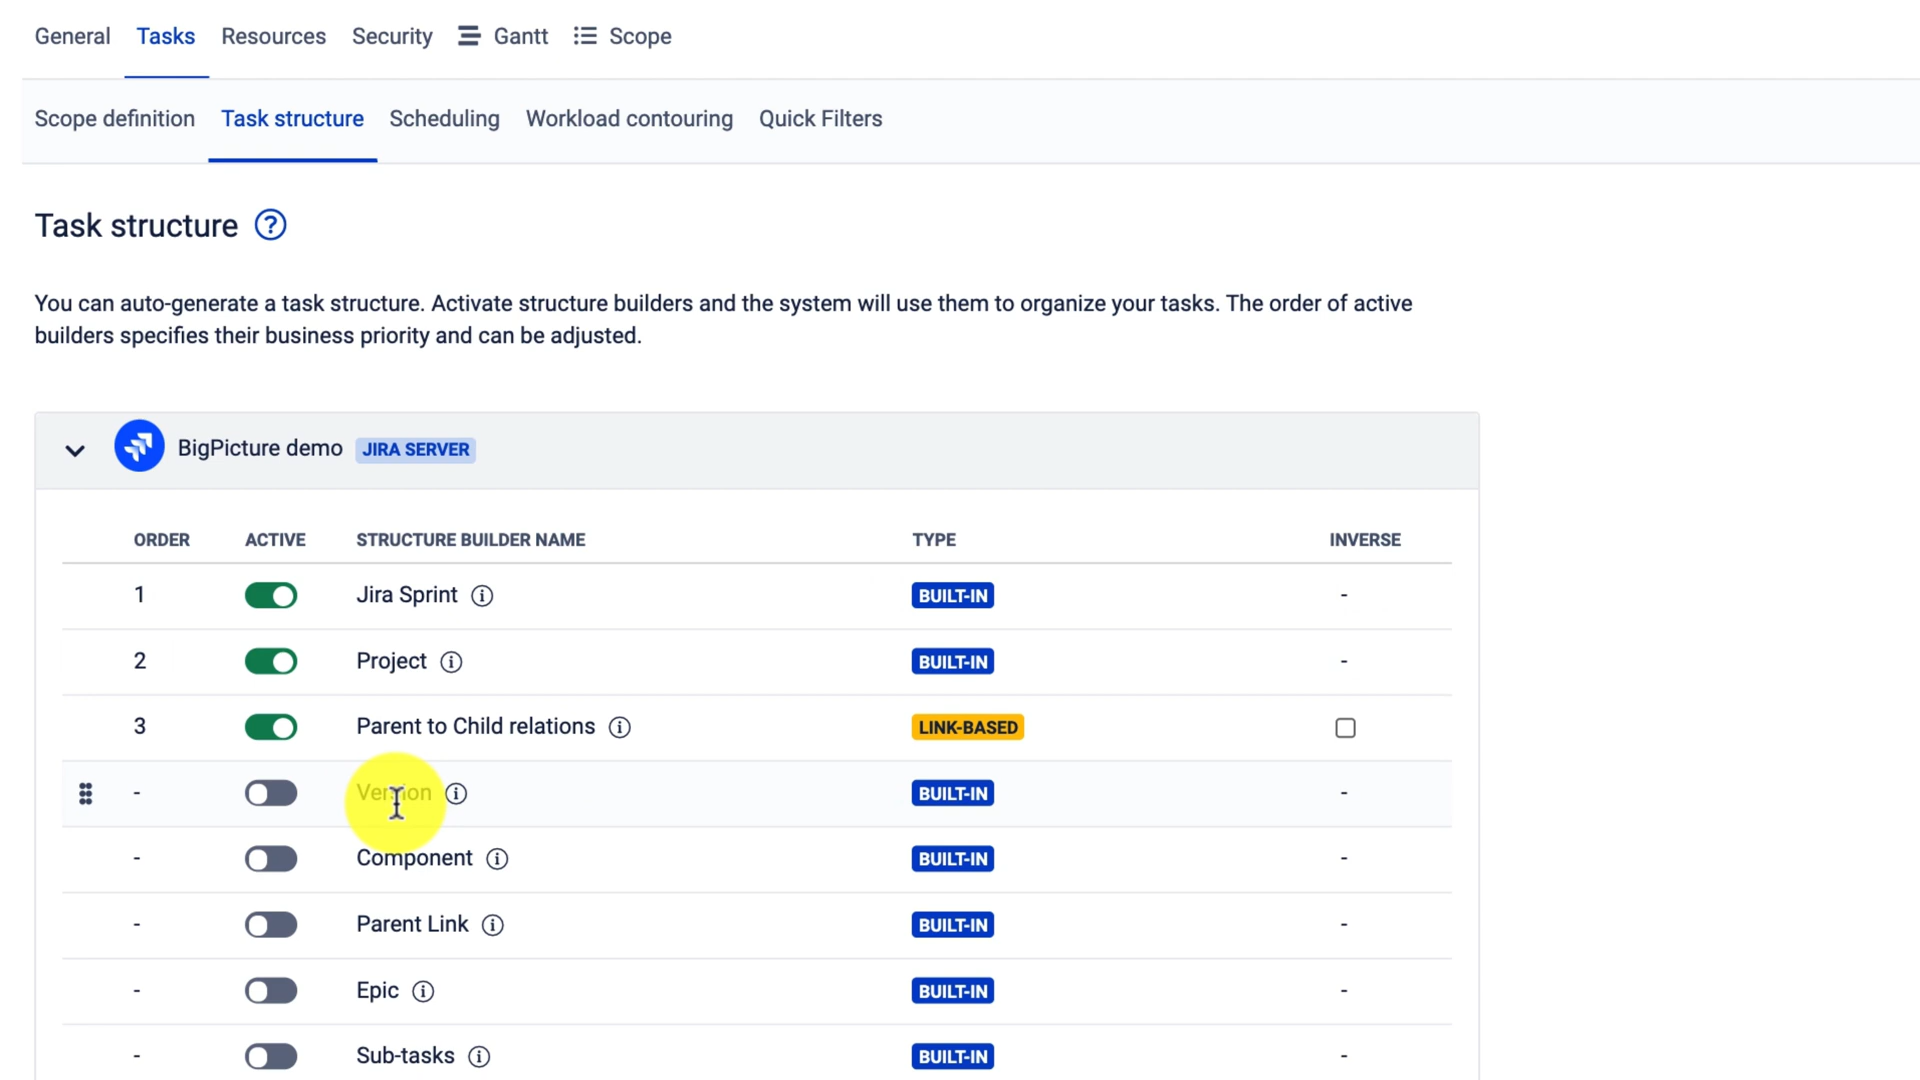 General Tasks Resources Security Gantt Scope
Scope definition Task structure Scheduling Workload contouring Quick Filters
Task structure ?
You can auto-generate a task structure. Activate structure builders and the system will use them to organize your tasks. The order of active
builders specifies their business priority and can be adjusted.
BigPicture demo JIRA SERVER
ORDER ACTIVE STRUCTURE BUILDER NAME TYPE INVERSE
1 Jira Sprint BUILT-IN -
2 Project BUILT-IN -
3 Parent to Child relations LINK-BASED
- Version BUILT-IN -
- Component BUILT-IN -
- Parent Link BUILT-IN -
- Epic BUILT-IN -
- Sub-tasks BUILT-IN -